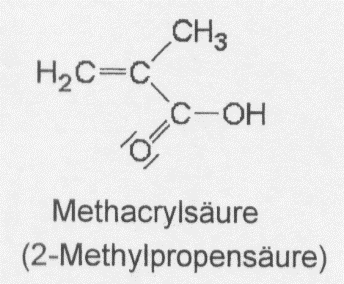 CH₃
H₂C=C
C—OH
O
Methacrylsäure
(2-Methylpropensäure)